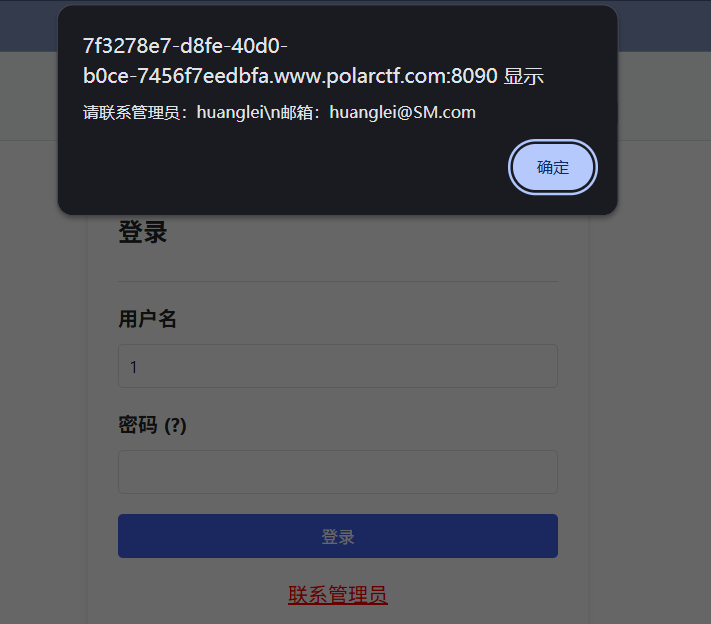 7f3278e7-d8fe-40d0-
b0ce-7456f7eedbfa.www.polarctf.com:8090 显示
请联系管理员：huanglei\n邮箱：huanglei@SM.com
确定
登录
用户名
1
密码 (?)
登录
联系管理员